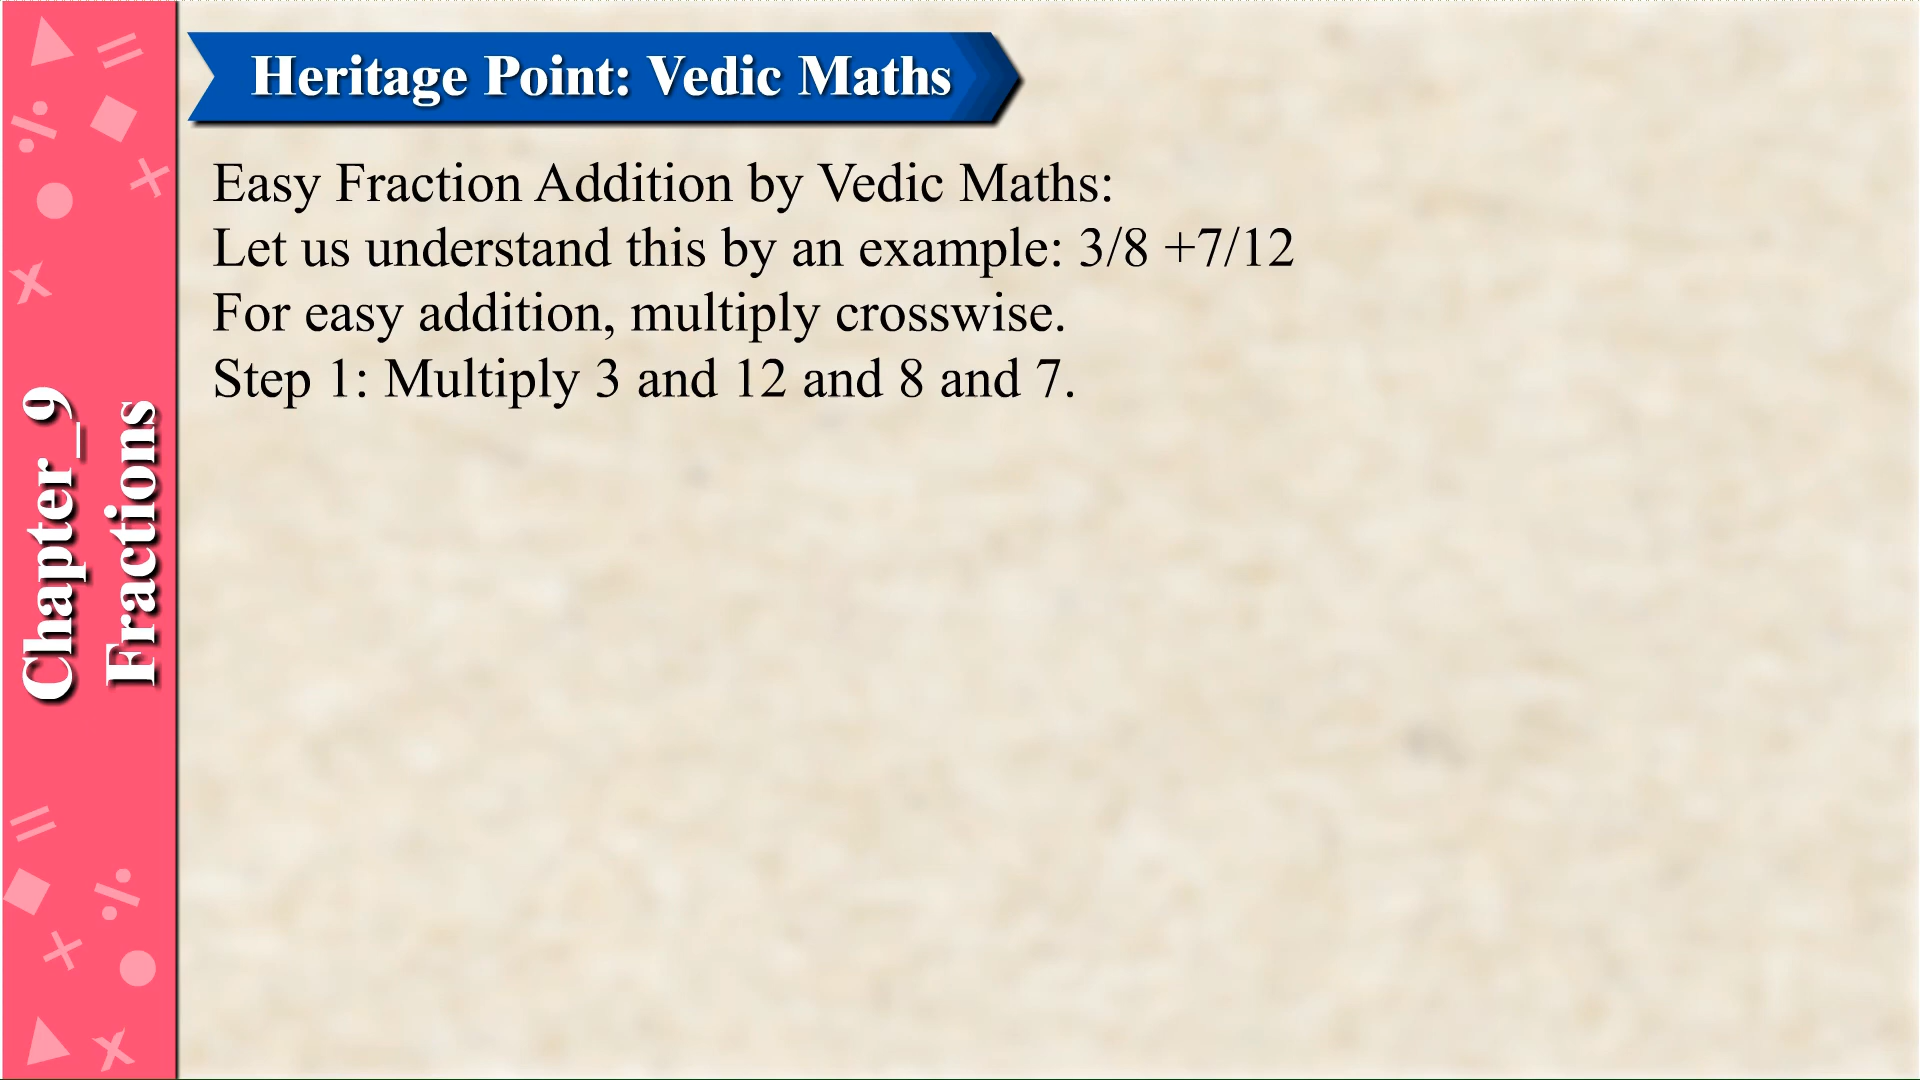 Heritage Point: Vedic Maths
Easy Fraction Addition by Vedic Maths:
Let us understand this by an example: 3/8 +7/12
For easy addition, multiply crosswise.
Step 1: Multiply 3 and 12 and 8 and 7.
Chapter_9
Fractions